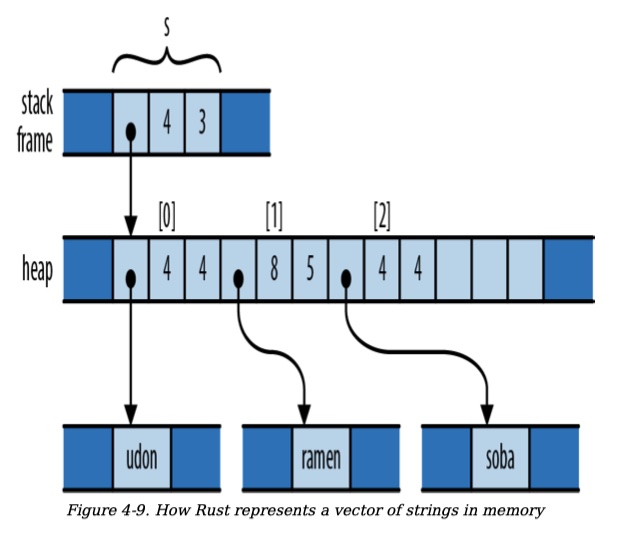 s
stack
frame
4 3
[0] [1] [2]
heap
4 4 8 5 4 4
udon ramen soba
Figure 4-9. How Rust represents a vector of strings in memory